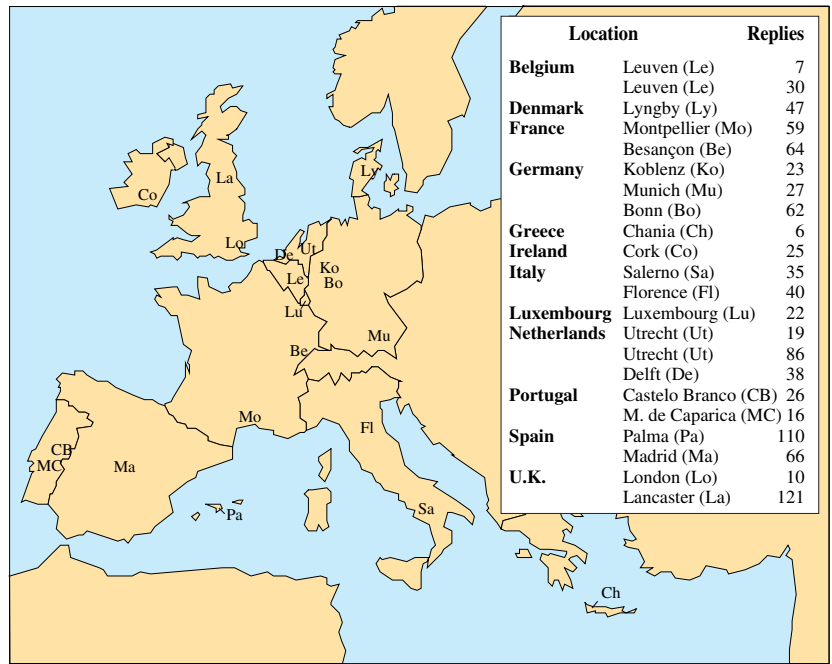 Location Replies
Belgium Leuven (Le) 7
Leuven (Le) 30
Denmark Lyngby (Ly) 47
France Montpellier (Mo) 59
Besançon (Be) 64
Germany Koblenz (Ko) 23
Munich (Mu) 27
Bonn (Bo) 62
Greece Chania (Ch) 6
Ireland Cork (Co) 25
Italy Salerno (Sa) 35
Florence (Fl) 40
Luxembourg Luxembourg (Lu) 22
Netherlands Utrecht (Ut) 19
Utrecht (Ut) 86
Delft (De) 38
Portugal Castelo Branco (CB) 26
M. de Caparica (MC) 16
Spain Palma (Pa) 110
Madrid (Ma) 66
U.K. London (Lo) 10
Lancaster (La) 121
Ly
La
Co
Lo
De Ut
Ko
Le
Bo
Lu
Mu
Be
Mo
Fl
CB
MC
Ma
Sa
Pa
Ch